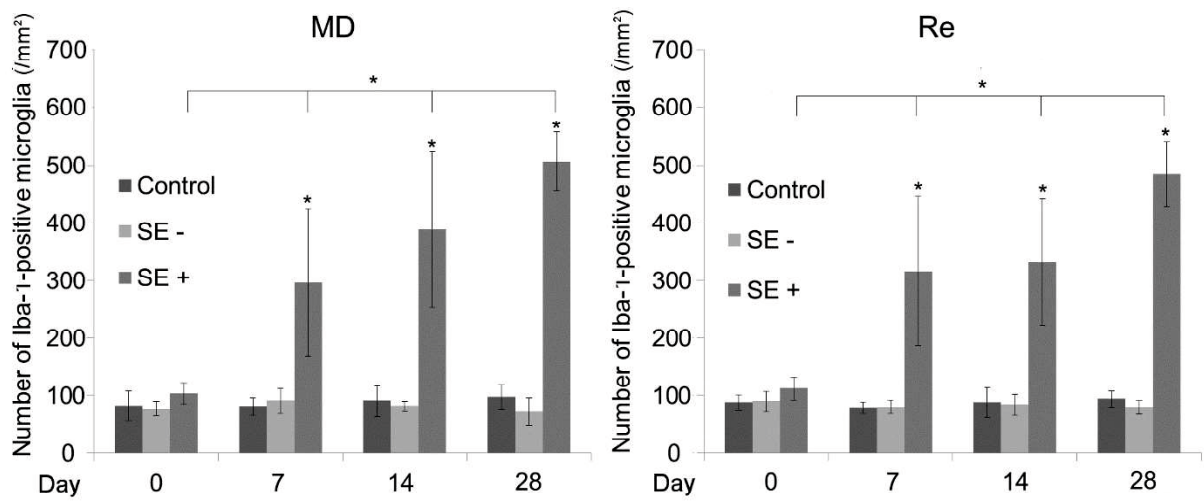 MD
Number of Iba-1-positive microglia (/mm²)
700
600
500
400
300
200
100
0
*
*
*
*
Control
SE -
SE +
Day 0 7 14 28
Re
Number of Iba-1-positive microglia (/mm²)
700
600
500
400
300
200
100
0
*
*
*
*
Control
SE -
SE +
Day 0 7 14 28